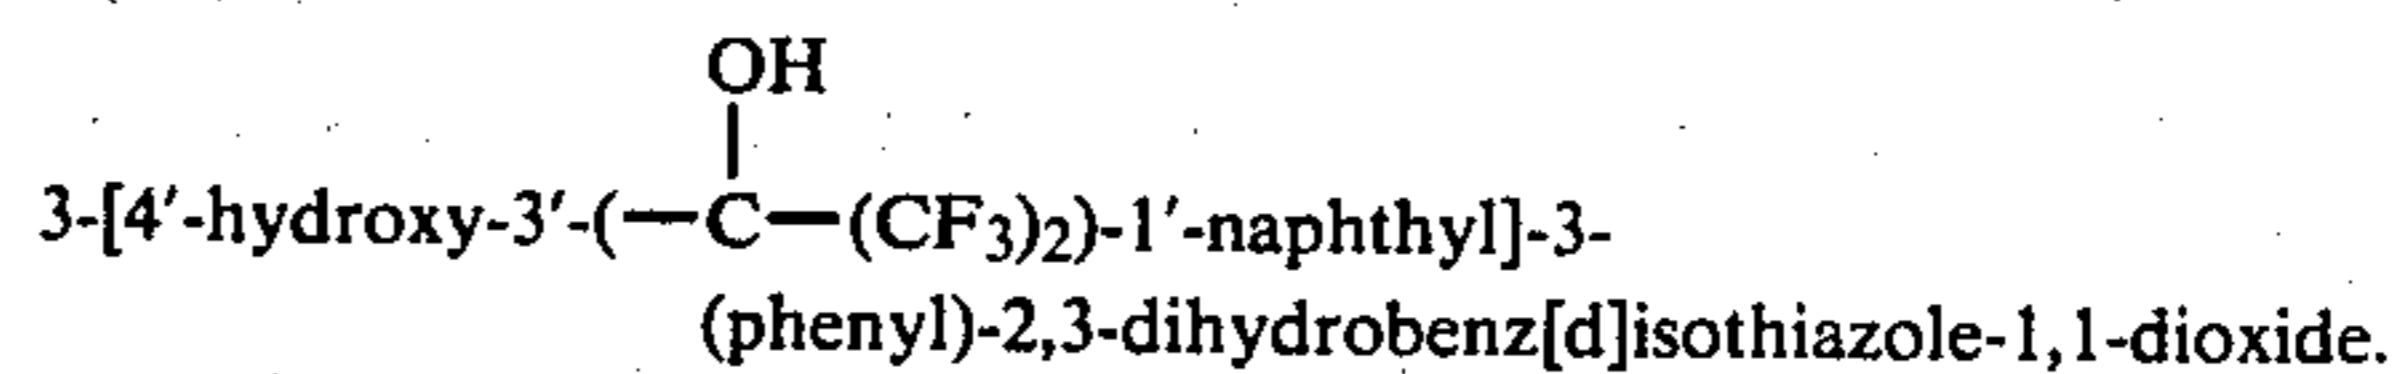 OH
3-[4′-hydroxy-3′-(—C—(CF3)2)-1′-naphthyl]-3-
(phenyl)-2,3-dihydrobenz[d]isothiazole-1,1-dioxide.